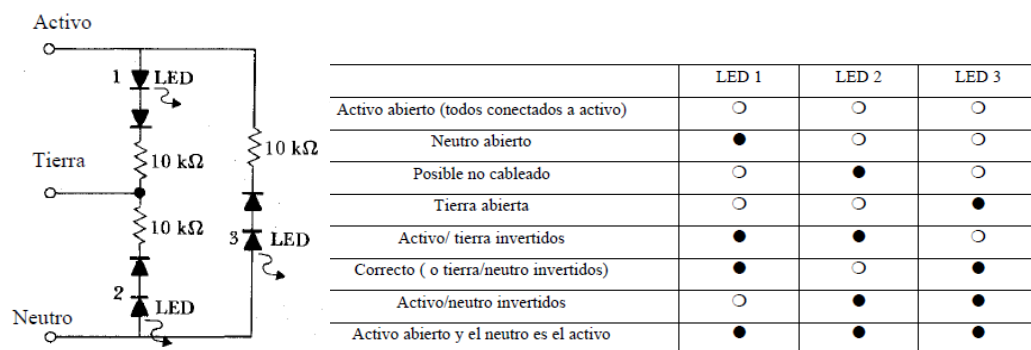 Activo
1 LED
10 kΩ
10 kΩ
Tierra
10 kΩ
3 LED
2
LED
Neutro
LED 1 LED 2 LED 3
Activo abierto (todos conectados a activo) ❍ ❍ ❍
Neutro abierto ● ❍ ❍
Posible no cableado ❍ ● ❍
Tierra abierta ❍ ❍ ●
Activo/ tierra invertidos ● ● ❍
Correcto ( o tierra/neutro invertidos) ● ❍ ●
Activo/neutro invertidos ❍ ● ●
Activo abierto y el neutro es el activo ● ● ●